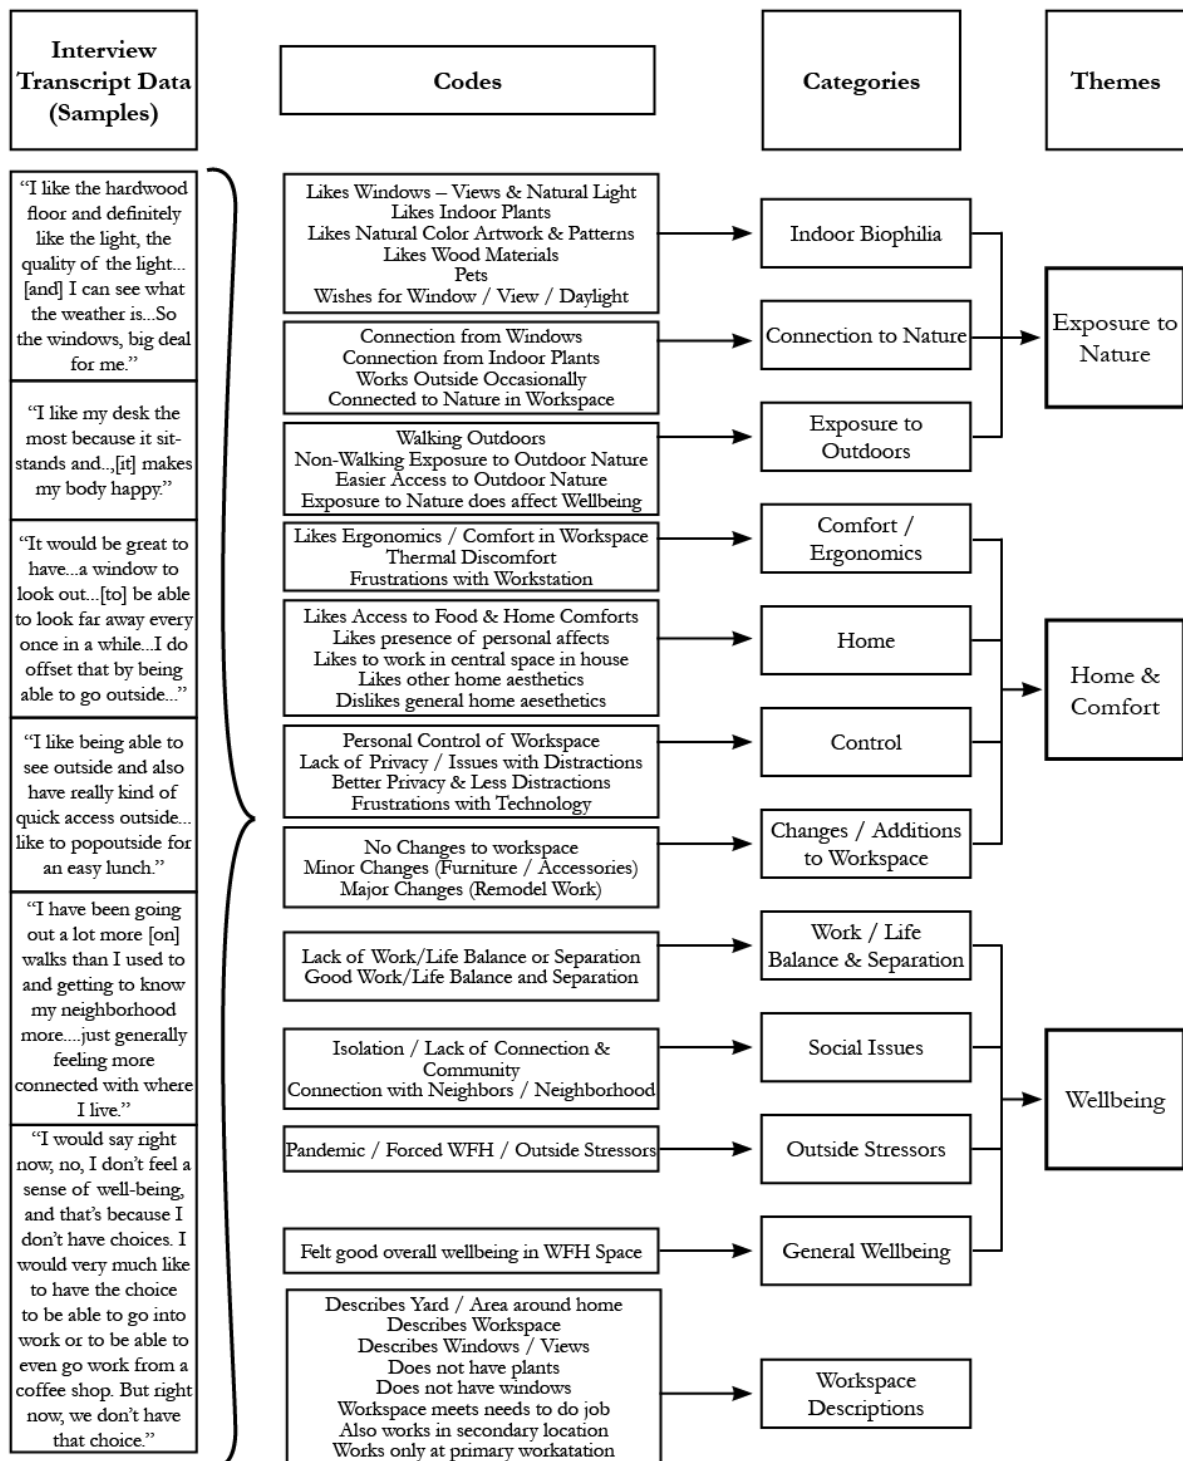 Interview
Transcript Data
(Samples)
Codes
Categories
Themes
“I like the hardwood
floor and definitely
like the light, the
quality of the light...
[and] I can see what
the weather is...So
the windows, big deal
for me.”
“I like my desk the
most because it sit-
stands and..,[it] makes
my body happy.”
“It would be great to
have...a window to
look out...[to] be able
to look far away every
once in a while...I do
offset that by being
able to go outside...”
“I like being able to
see outside and also
have really kind of
quick access outside...
like to popoutside for
an easy lunch.”
“I have been going
out a lot more [on]
walks than I used to
and getting to know
my neighborhood
more....just generally
feeling more
connected with where
I live.”
“I would say right
now, no, I don’t feel a
sense of well-being,
and that’s because I
don’t have choices. I
would very much like
to have the choice
to be able to go into
work or to be able to
even go work from a
coffee shop. But right
now, we don’t have
that choice.”
Likes Windows – Views & Natural Light
Likes Indoor Plants
Likes Natural Color Artwork & Patterns
Likes Wood Materials
Pets
Wishes for Window / View / Daylight
Connection from Windows
Connection from Indoor Plants
Works Outside Occasionally
Connected to Nature in Workspace
Walking Outdoors
Non-Walking Exposure to Outdoor Nature
Easier Access to Outdoor Nature
Exposure to Nature does affect Wellbeing
Likes Ergonomics / Comfort in Workspace
Thermal Discomfort
Frustrations with Workstation
Likes Access to Food & Home Comforts
Likes presence of personal affects
Likes to work in central space in house
Likes other home aesthetics
Dislikes general home aesethetics
Personal Control of Workspace
Lack of Privacy / Issues with Distractions
Better Privacy & Less Distractions
Frustrations with Technology
No Changes to workspace
Minor Changes (Furniture / Accessories)
Major Changes (Remodel Work)
Lack of Work/Life Balance or Separation
Good Work/Life Balance and Separation
Isolation / Lack of Connection &
Community
Connection with Neighbors / Neighborhood
Pandemic / Forced WFH / Outside Stressors
Felt good overall wellbeing in WFH Space
Describes Yard / Area around home
Describes Workspace
Describes Windows / Views
Does not have plants
Does not have windows
Workspace meets needs to do job
Also works in secondary location
Works only at primary workatation
Indoor Biophilia
Connection to Nature
Exposure to
Outdoors
Comfort /
Ergonomics
Home
Control
Changes / Additions
to Workspace
Work / Life
Balance & Separation
Social Issues
Outside Stressors
General Wellbeing
Workspace
Descriptions
Exposure to
Nature
Home &
Comfort
Wellbeing